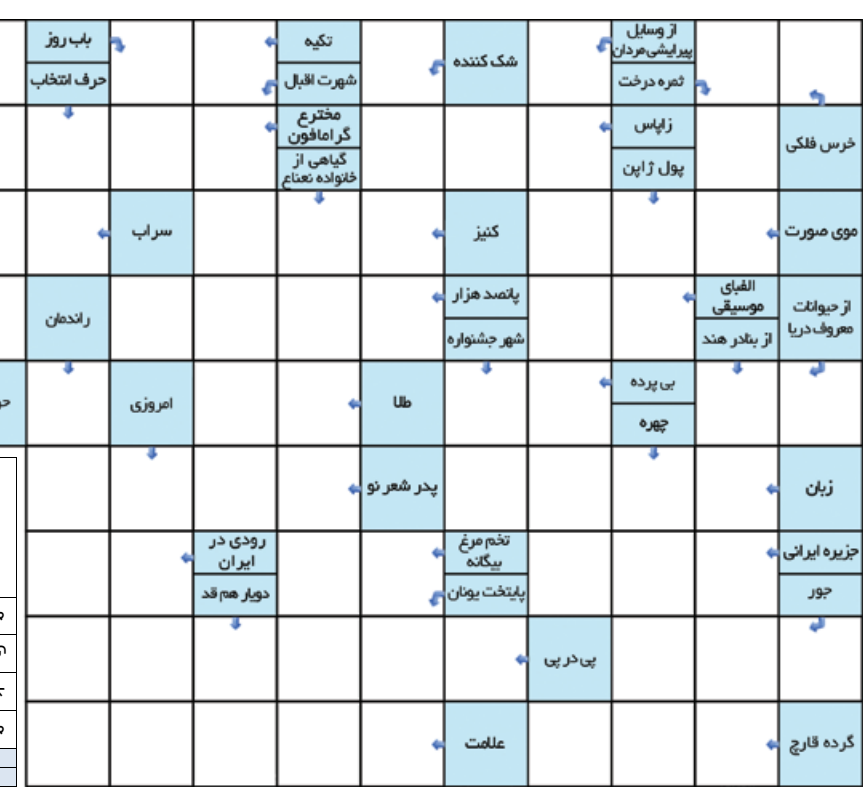 از وسایل
پیرایشی مردان
ثمره درخت
شک کننده
تکیه
شهرت اقبال
باب روز
حرف انتخاب
خرس فلکی
زاپاس
پول ژاپن
مخترع
گرامافون
گیاهی از
خانواده نعناع
موی صورت
کنیز
سراب
از حیوانات
معروف دریا
الفبای
موسیقی
از بنادر هند
پانصد هزار
شهر جشنواره
راندمان
بی پرده
چهره
طلا
امروزی
زبان
پدر شعر نو
جزیره ایرانی
جور
تخم مرغ
بیگانه
پایتخت یونان
رودی در
ایران
دویار هم قد
پی در پی
گرده قارچ
علامت